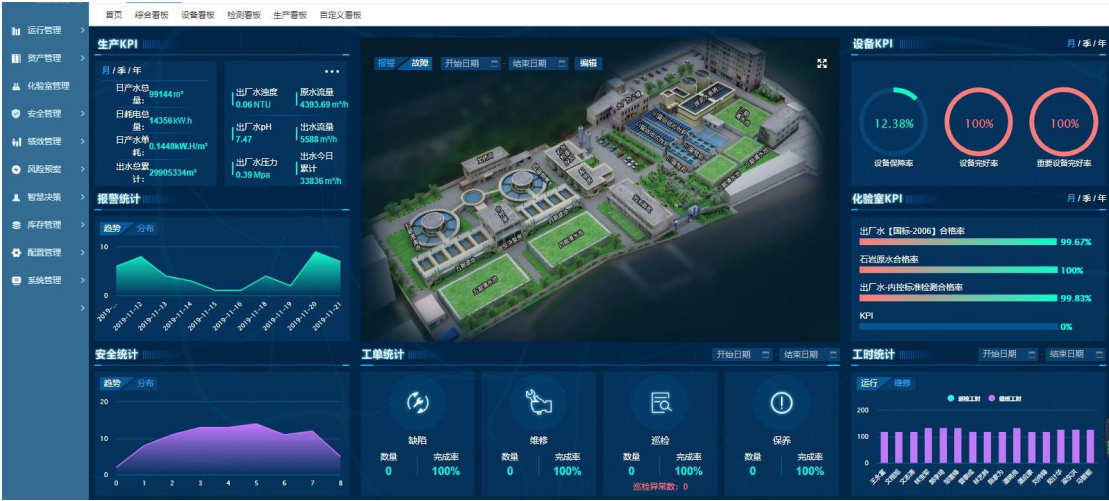 首页 综合看板 设备看板 检测看板 生产看板 自定义看板
运行管理
资产管理
化验室管理
安全管理
绩效管理
风险预案
智慧决策
库存管理
配置管理
系统管理
生产KPI
月/季/年
日产水总量: 99144m³
日耗电总量: 14356kW.h
日产水单耗: 0.1448kW.H/m³
出水总累计: 29905334m³
出厂水浊度
0.06 NTU
原水流量
4393.69 m³/h
出厂水pH
7.47
出水流量
5588 m³/h
出厂水压力
0.39 Mpa
出水今日累计
33836 m³/h
报警 故障 开始日期 - 结束日期 编辑
设备KPI 月/季/年
12.38%
100%
100%
设备保障率
设备完好率
重要设备完好率
报警统计
趋势 分布
10
0
2019-...
2019-11-12
2019-11-13
2019-11-14
2019-11-15
2019-11-16
2019-11-18
2019-11-19
2019-11-20
2019-11-21
化验室KPI 月/季/年
出厂水【国标-2006】合格率
99.67%
石岩原水合格率
100%
出厂水-内控标准检测合格率
99.83%
KPI
0%
安全统计
趋势 分布
20
10
0
0 1 2 3 4 5 6 7 8
工单统计 开始日期 - 结束日期
缺陷
数量 完成率
0 100%
维修
数量 完成率
0 100%
巡检
数量 完成率
0 100%
巡检异常数: 0
保养
数量 完成率
0 100%
工时统计 开始日期 - 结束日期
运行 维修
巡检工时 值班工时
200
100
0